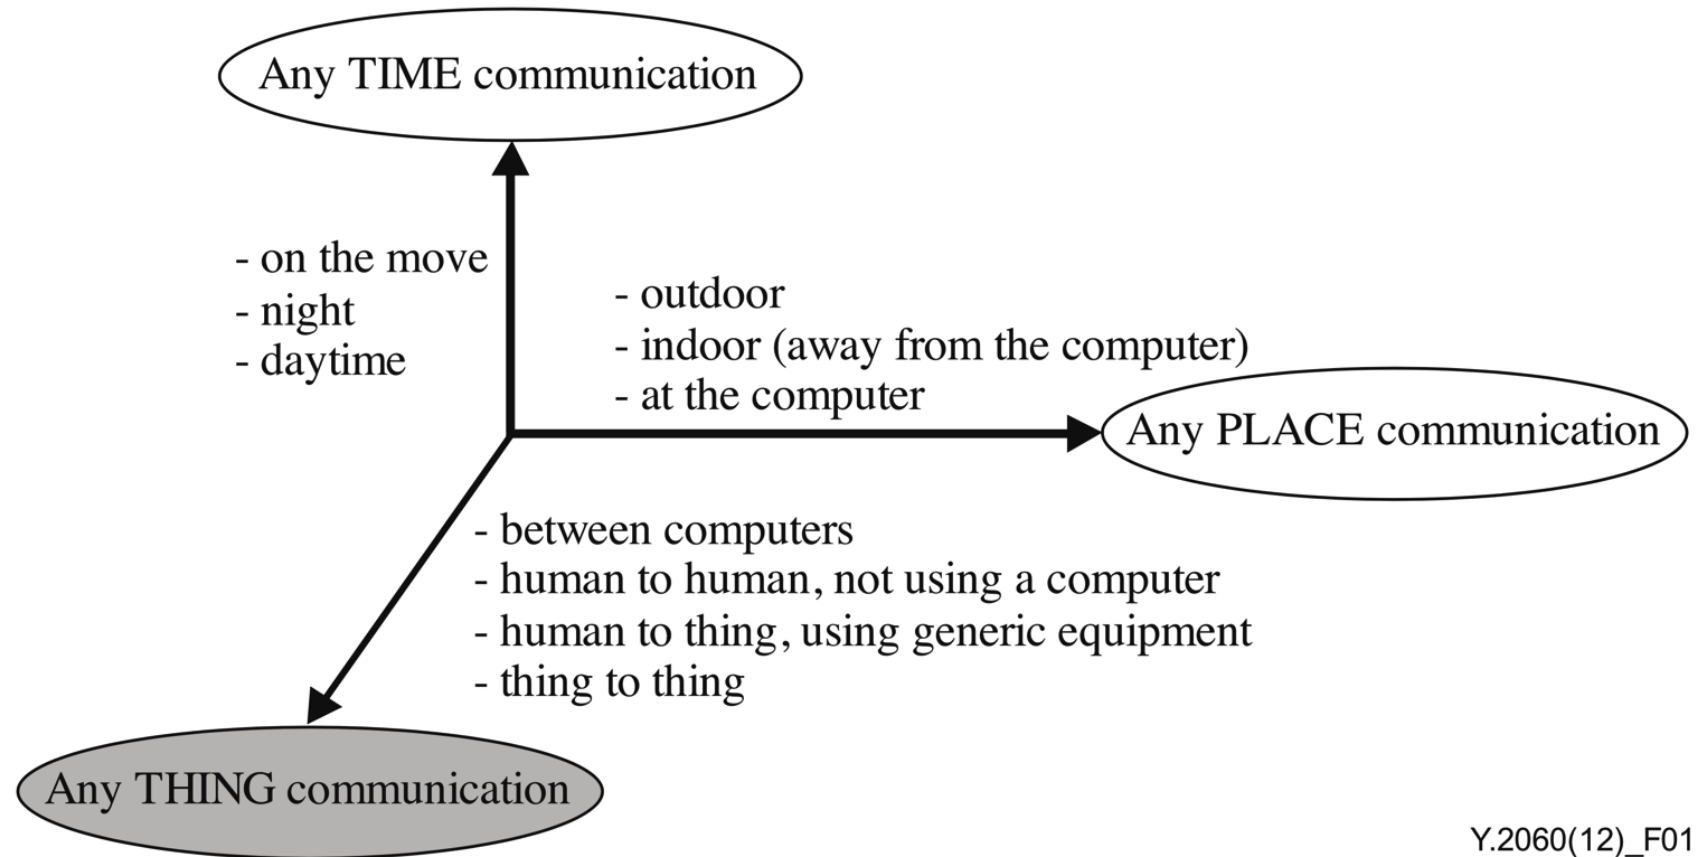 Any TIME communication
- on the move
- night
- daytime
- outdoor
- indoor (away from the computer)
- at the computer
Any PLACE communication
- between computers
- human to human, not using a computer
- human to thing, using generic equipment
- thing to thing
Any THING communication
Y.2060(12)_F01